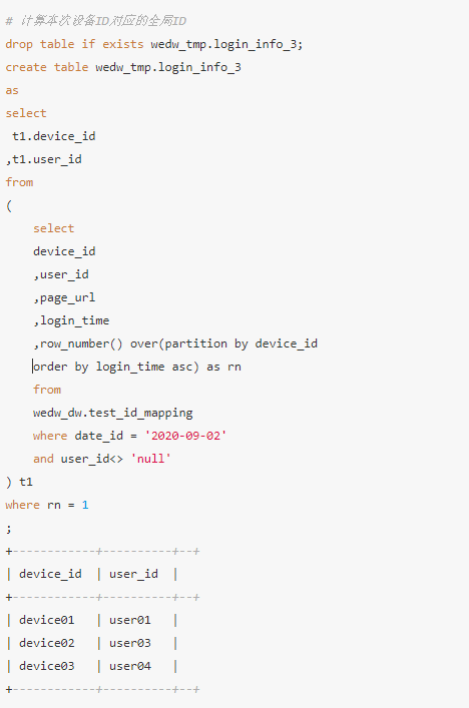 # 计算本次设备ID对应的全局ID
drop table if exists wedw_tmp.login_info_3;
create table wedw_tmp.login_info_3
as
select
 t1.device_id
,t1.user_id
from
(
    select
    device_id
    ,user_id
    ,page_url
    ,login_time
    ,row_number() over(partition by device_id
    order by login_time asc) as rn
    from
    wedw_dw.test_id_mapping
    where date_id = '2020-09-02'
    and user_id<> 'null'
) t1
where rn = 1
;
+------------+----------+--+
| device_id  | user_id  |
+------------+----------+--+
| device01   | user01   |
| device02   | user03   |
| device03   | user04   |
+------------+----------+--+